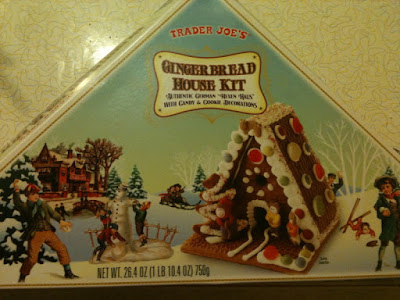 TRADER JOE'S
GINGERBREAD
HOUSE KIT
AUTHENTIC GERMAN "HEXEN HAUS"
WITH CANDY & COOKIE DECORATIONS
NET WT. 26.4 OZ (1 LB 10.4 OZ) 750g